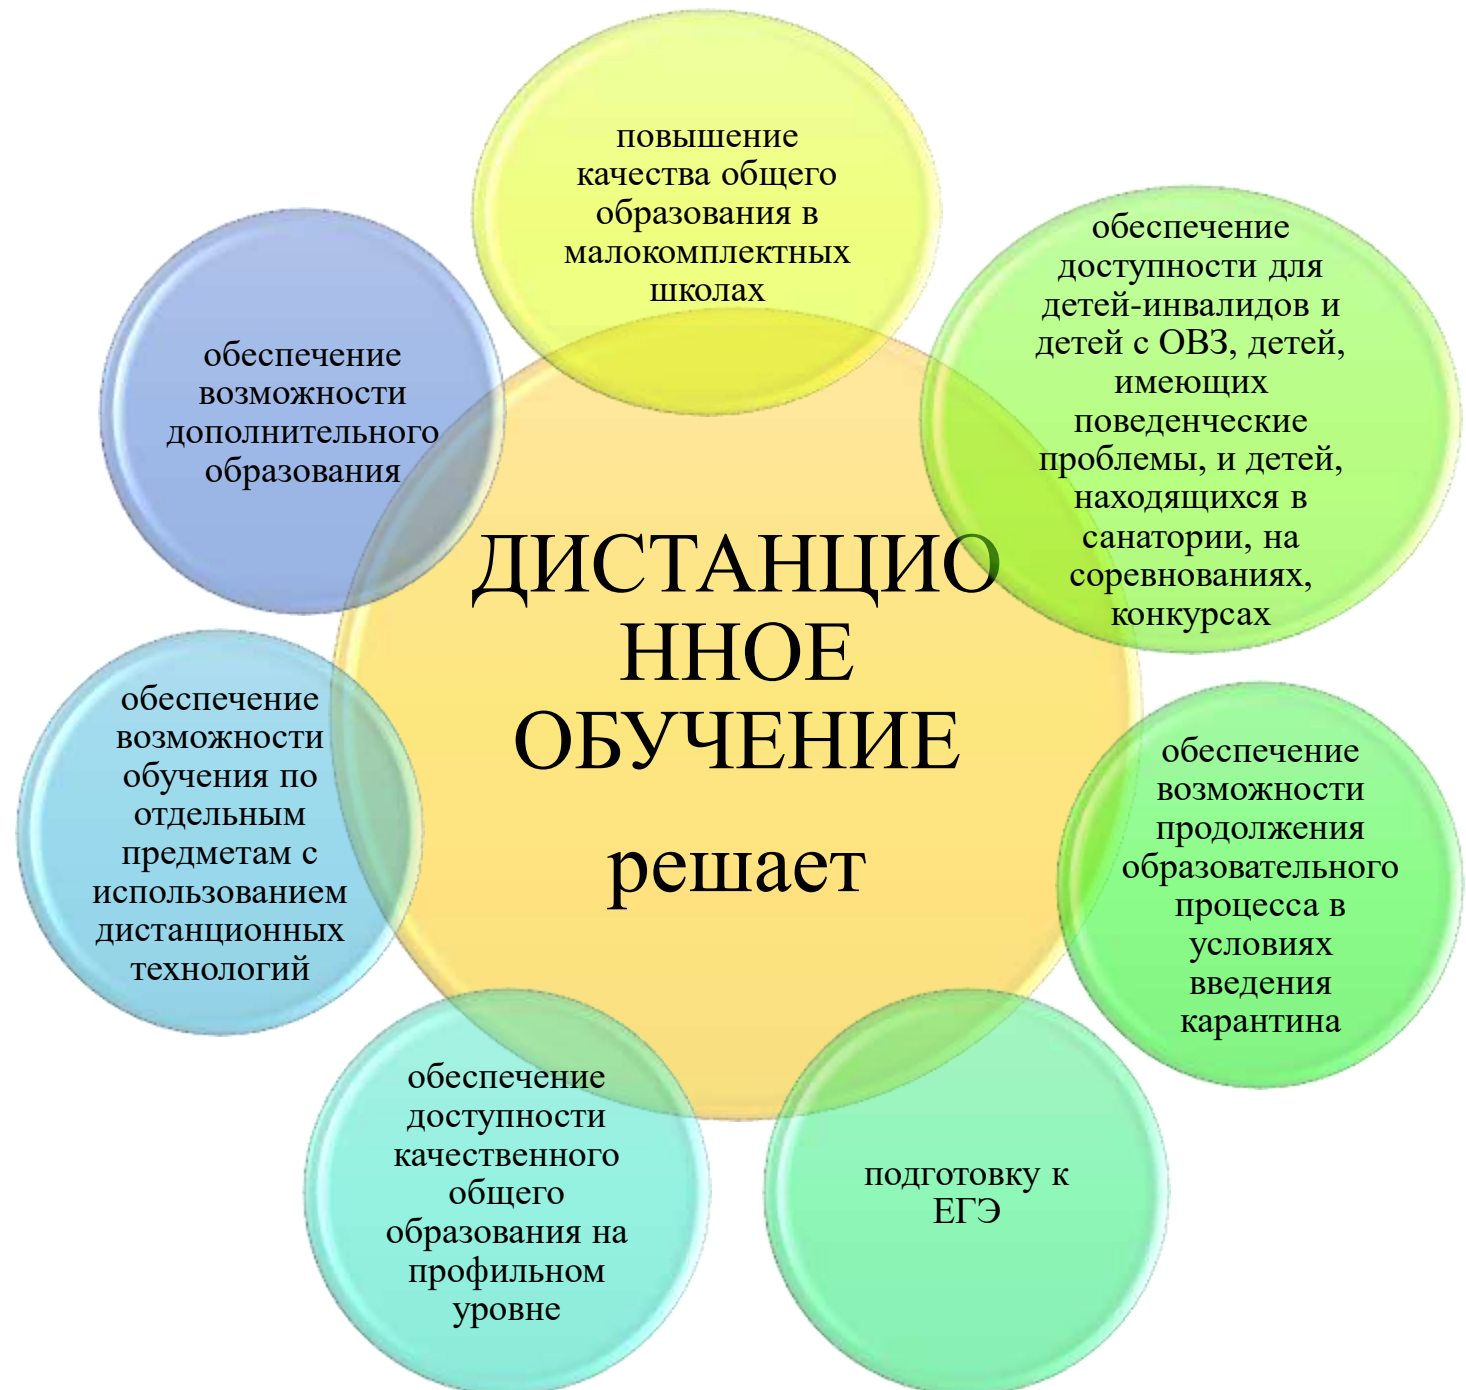 повышение
качества общего
образования в
малокомплектных
школах
обеспечение
доступности для
детей-инвалидов и
детей с ОВЗ, детей,
имеющих
поведенческие
проблемы, и детей,
находящихся в
санатории, на
соревнованиях,
конкурсах
обеспечение
возможности
продолжения
образовательного
процесса в
условиях
введения
карантина
подготовку к
ЕГЭ
обеспечение
доступности
качественного
общего
образования на
профильном
уровне
обеспечение
возможности
обучения по
отдельным
предметам с
использованием
дистанционных
технологий
обеспечение
возможности
дополнительного
образования
ДИСТАНЦИО
ННОЕ
ОБУЧЕНИЕ
решает